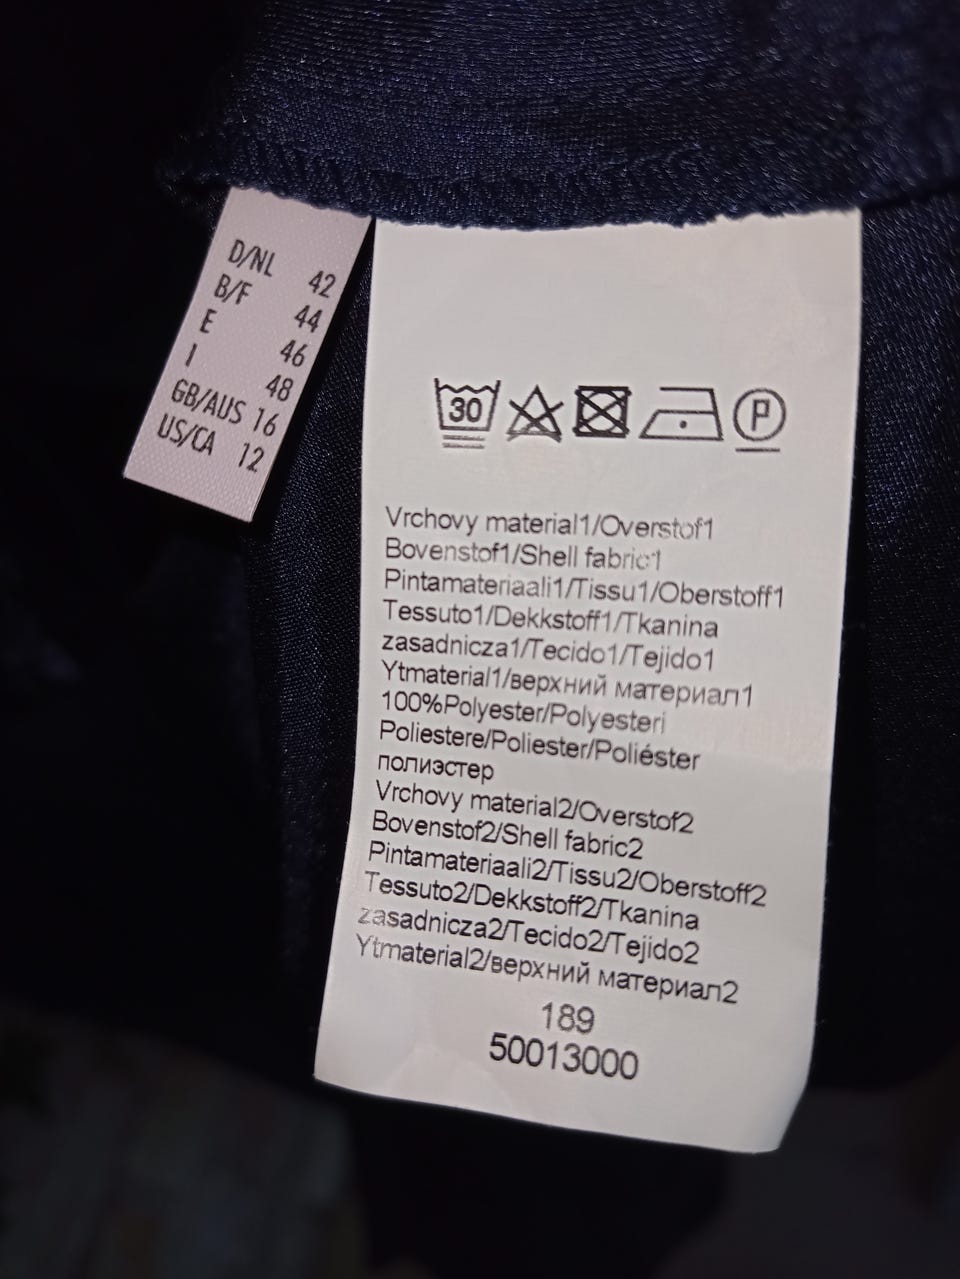 D/NL 42
B/F 44
E 46
I 48
GB/AUS 16
US/CA 12
30
P
Vrchovy material1/Overstof1
Bovenstof1/Shell fabric1
Pintamateriaali1/Tissu1/Oberstoff1
Tessuto1/Dekkstoff1/Tkanina
zasadnicza1/Tecido1/Tejido1
Ytmaterial1/верхний материал1
100%Polyester/Polyesteri
Poliestere/Poliester/Poliéster
полиэстер
Vrchovy material2/Overstof2
Bovenstof2/Shell fabric2
Pintamateriaali2/Tissu2/Oberstoff2
Tessuto2/Dekkstoff2/Tkanina
zasadnicza2/Tecido2/Tejido2
Ytmaterial2/верхний материал2
189
50013000